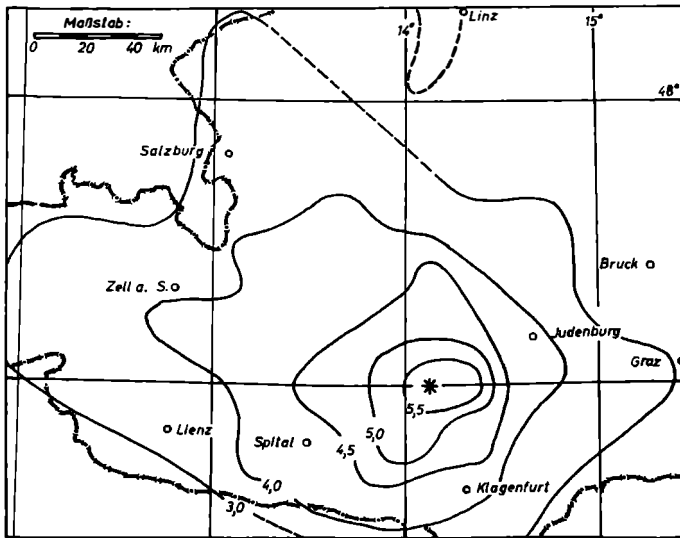 Maßstab:
0 20 40 km
Linz
14°
15°
48°
Salzburg
Bruck
Zell a. S.
Judenburg
Graz
5,5
5,0
4,5
Lienz
Spital
4,0
3,0
Klagenfurt